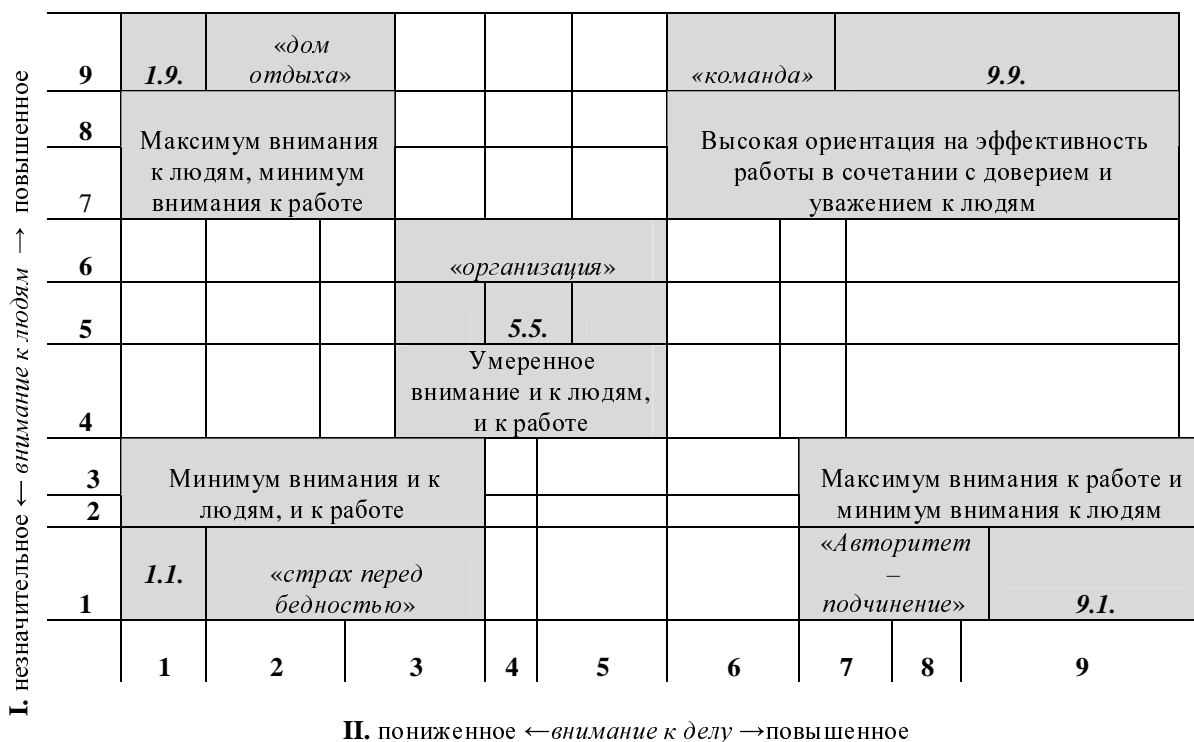 I. незначительное ← внимание к людям → повышенное
9
1.9.
«дом
отдыха»
«команда»
9.9.
8
7
Максимум внимания
к людям, минимум
внимания к работе
Высокая ориентация на эффективность
работы в сочетании с доверием и
уважением к людям
6
«организация»
5
5.5.
4
Умеренное
внимание и к людям,
и к работе
3
2
Минимум внимания и к
людям, и к работе
Максимум внимания к работе и
минимум внимания к людям
1
1.1.
«страх перед
бедностью»
«Авторитет
–
подчинение»
9.1.
1 2 3 4 5 6 7 8 9
II. пониженное ←внимание к делу →повышенное